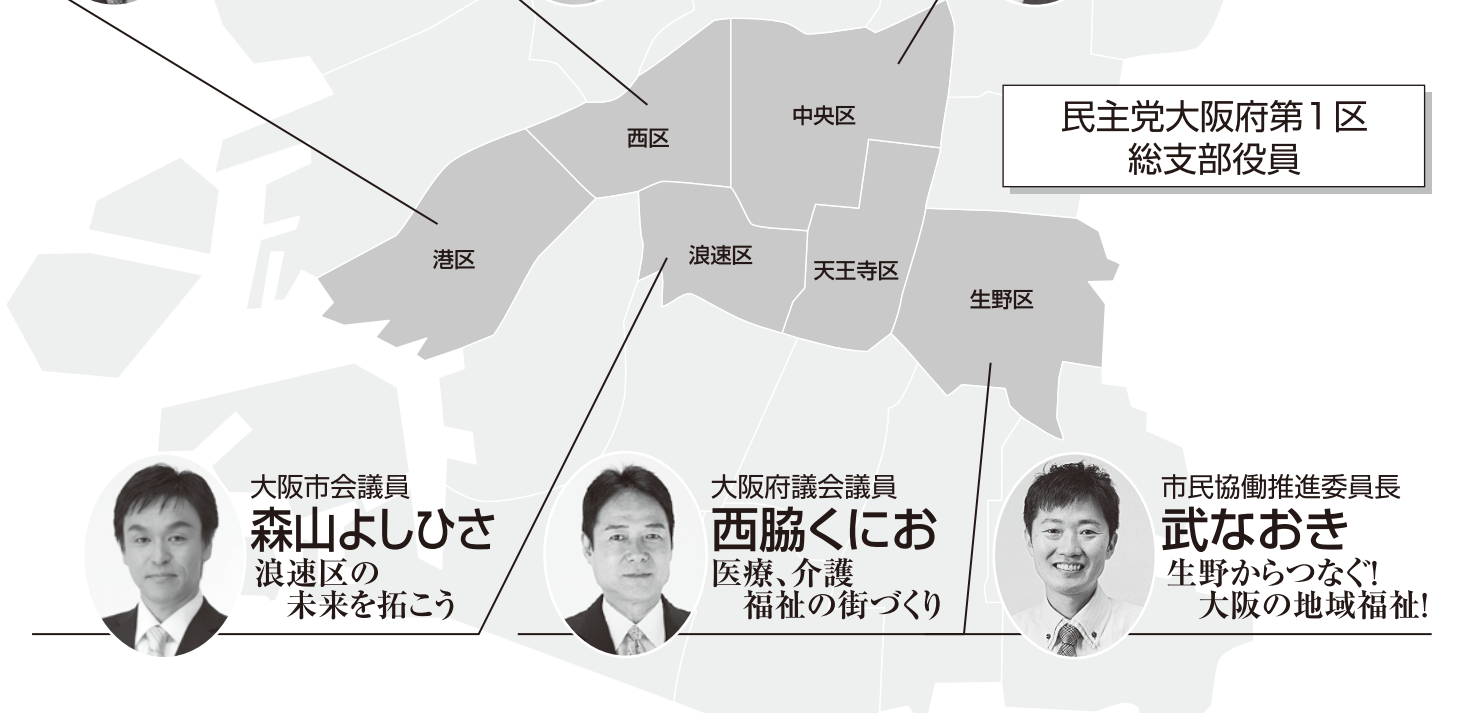 中央区
西区
民主党大阪府第1区
総支部役員
港区
浪速区
天王寺区
生野区
大阪市会議員
森山よしひさ
浪速区の
未来を拓こう
大阪府議会議員
西脇くにお
医療、介護
福祉の街づくり
市民協働推進委員長
武なおき
生野からつなぐ!
大阪の地域福祉!